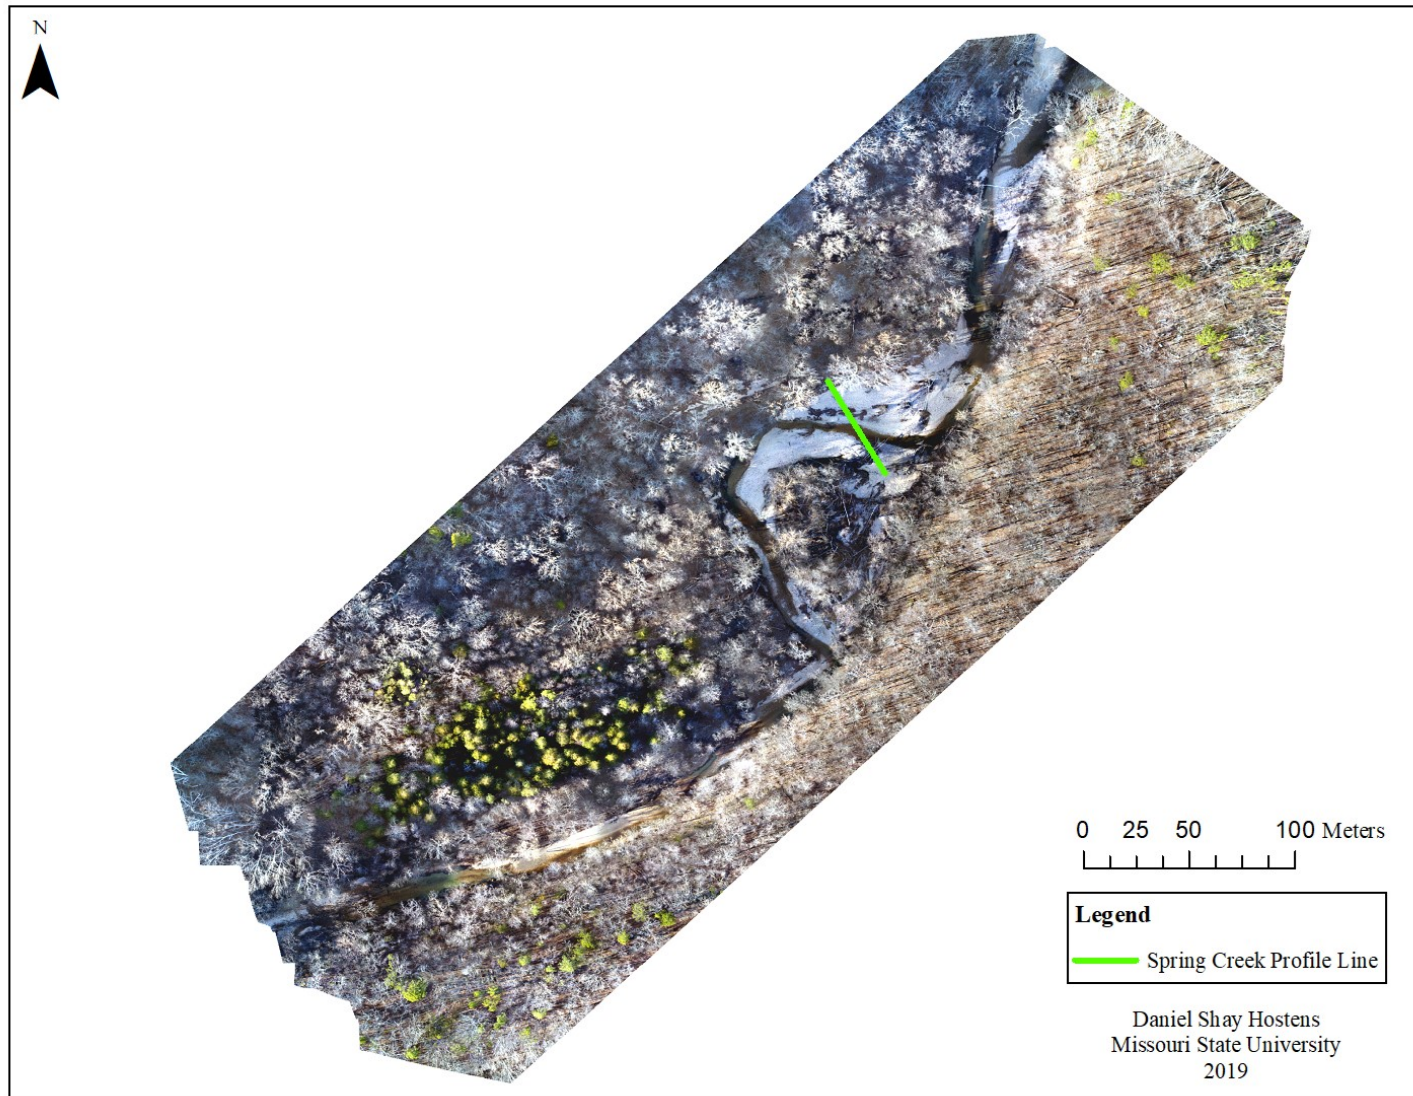 N
0 25 50 100 Meters
Legend
Spring Creek Profile Line
Daniel Shay Hostens
Missouri State University
2019